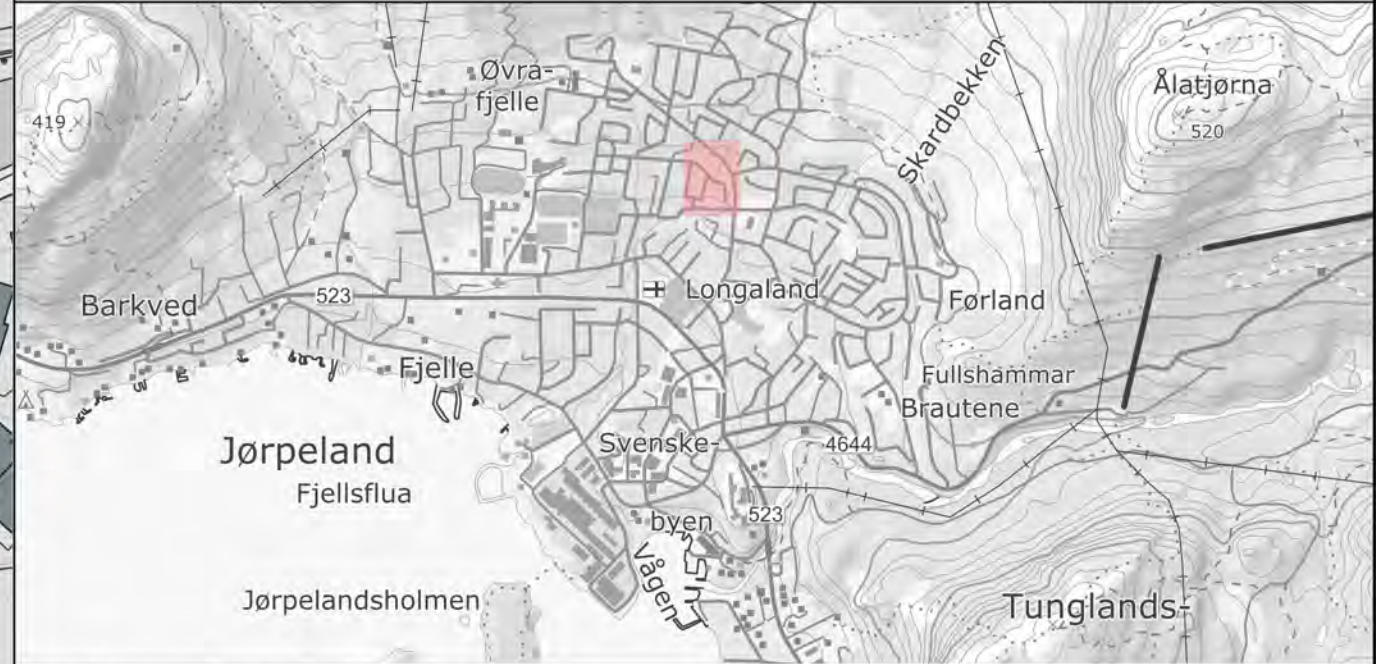 Øvra-
fjelle
Skardbekken
Ålatjørna
520
419
Barkved
523
Longaland
Førland
Fjelle
Fullshammar
Brautene
Jørpeland
Fjellsflua
Svenske-
4644
byen
523
Vågen
Jørpelandsholmen
Tunglands-